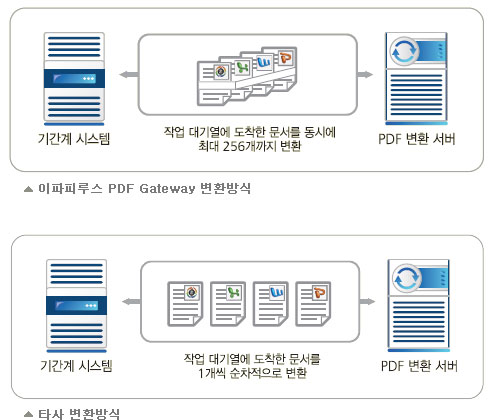 기간계 시스템
작업 대기열에 도착한 문서를 동시에
최대 256개까지 변환
PDF 변환 서버
▲ 이파피루스 PDF Gateway 변환방식
기간계 시스템
작업 대기열에 도착한 문서를
1개씩 순차적으로 변환
PDF 변환 서버
▲ 타사 변환방식